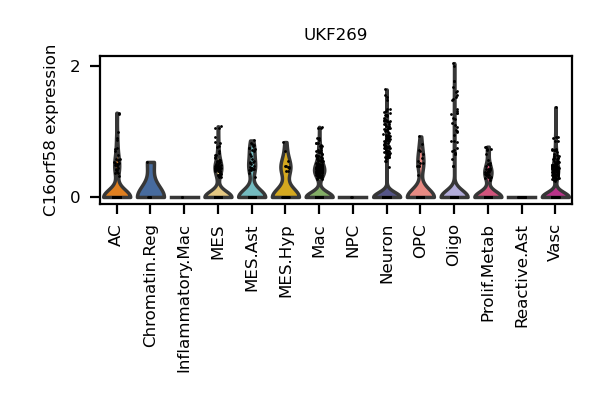 UKF269
C16orf58 expression
2
0
AC
Chromatin.Reg
Inflammatory.Mac
MES
MES.Ast
MES.Hyp
Mac
NPC
Neuron
OPC
Oligo
Prolif.Metab
Reactive.Ast
Vasc